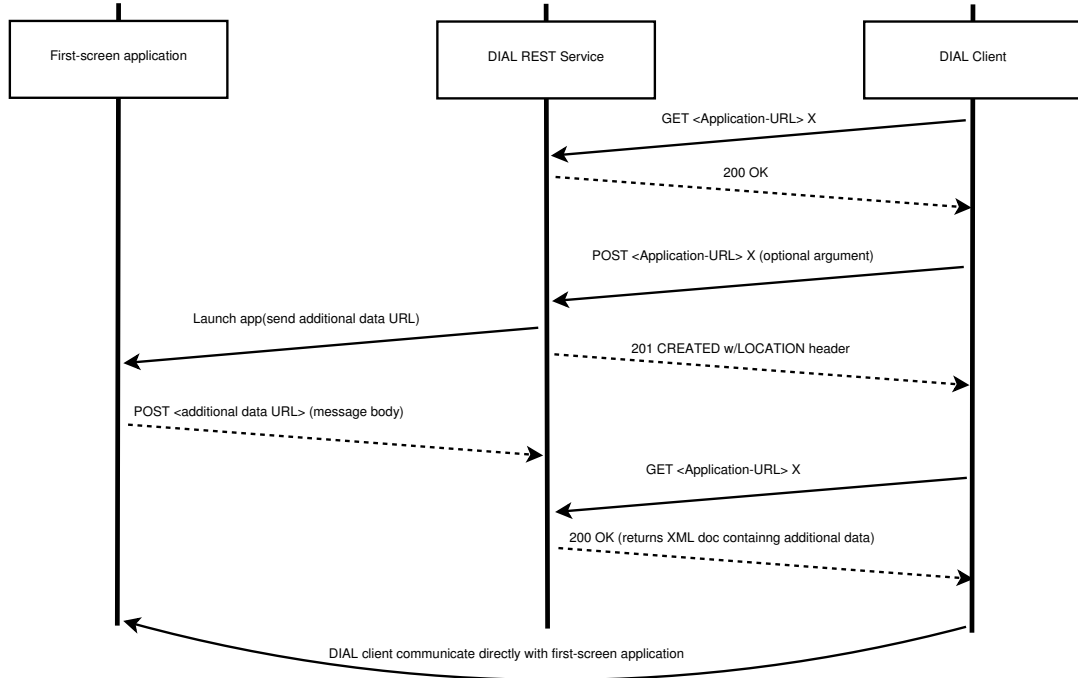 First-screen application
DIAL REST Service
DIAL Client
GET <Application-URL> X
200 OK
POST <Application-URL> X (optional argument)
Launch app(send additional data URL)
201 CREATED w/LOCATION header
POST <additional data URL> (message body)
GET <Application-URL> X
200 OK (returns XML doc containng additional data)
DIAL client communicate directly with first-screen application